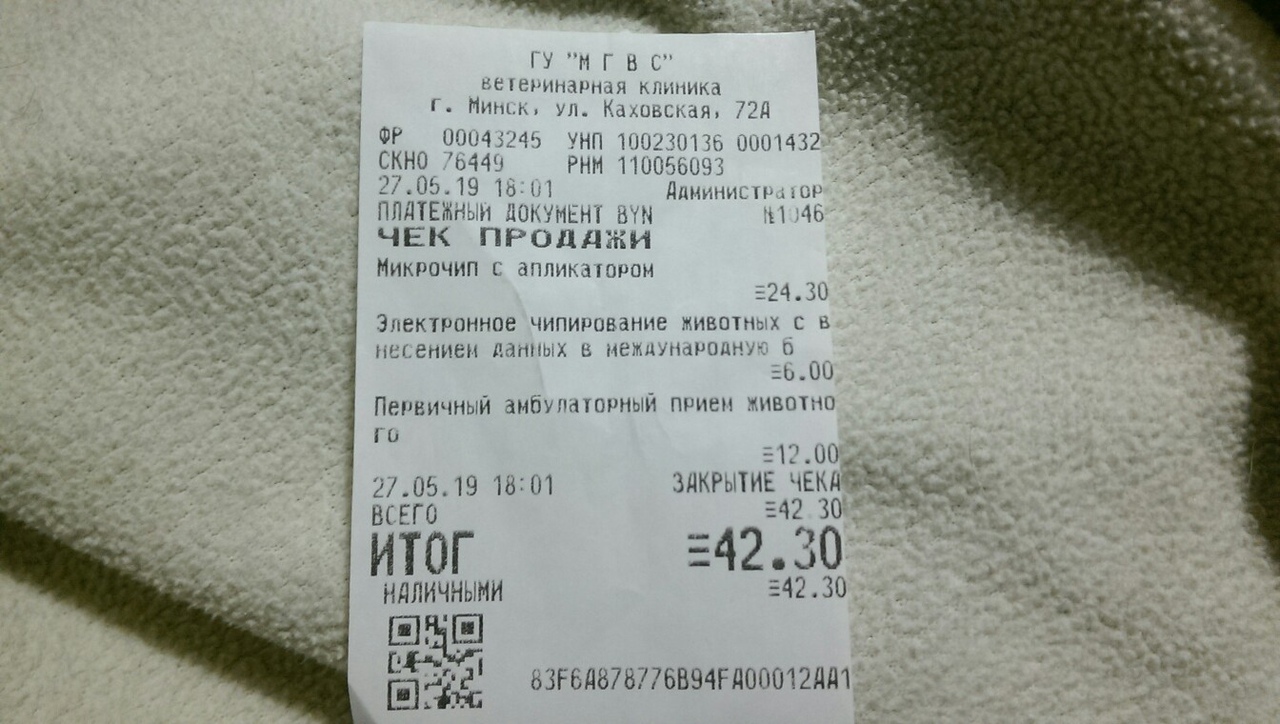 ГУ "М Г В С"
ветеринарная клиника
г. Минск, ул. Каховская, 72А
ФР 00043245 УНП 100230136 0001432
СКНО 76449 РНМ 110056093
27.05.19 18:01 Администратор
ПЛАТЕЖНЫЙ ДОКУМЕНТ BYN №1046
ЧЕК ПРОДАЖИ
Микрочип с апликатором
≡24.30
Электронное чипирование животных с в
несением данных в международную б
≡6.00
Первичный амбулаторный прием животно
го
≡12.00
27.05.19 18:01 ЗАКРЫТИЕ ЧЕКА
ВСЕГО ≡42.30
ИТОГ ≡42.30
НАЛИЧНЫМИ ≡42.30
83F6A878776B94FA00012AA1